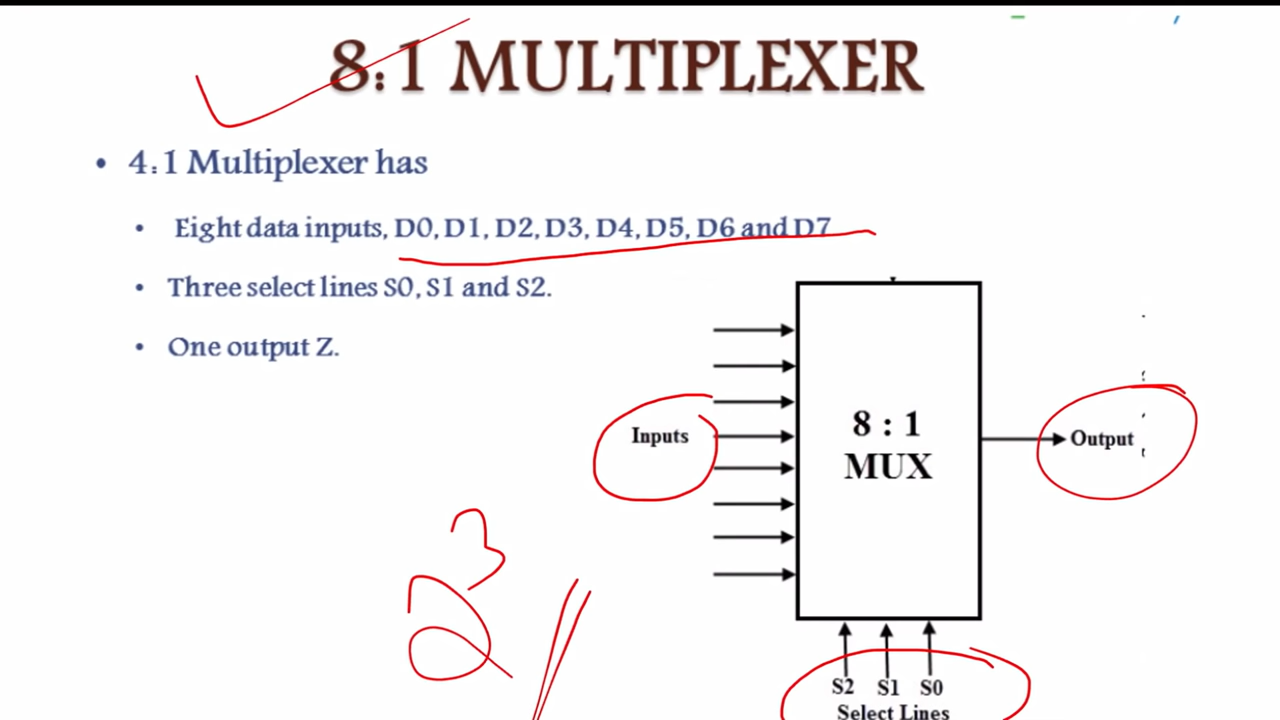 8:1 MULTIPLEXER
• 4:1 Multiplexer has
• Eight data inputs, D0, D1, D2, D3, D4, D5, D6 and D7
• Three select lines S0, S1 and S2.
• One output Z.
Inputs
8 : 1
MUX
Output
2³
S2 S1 S0
Select Lines